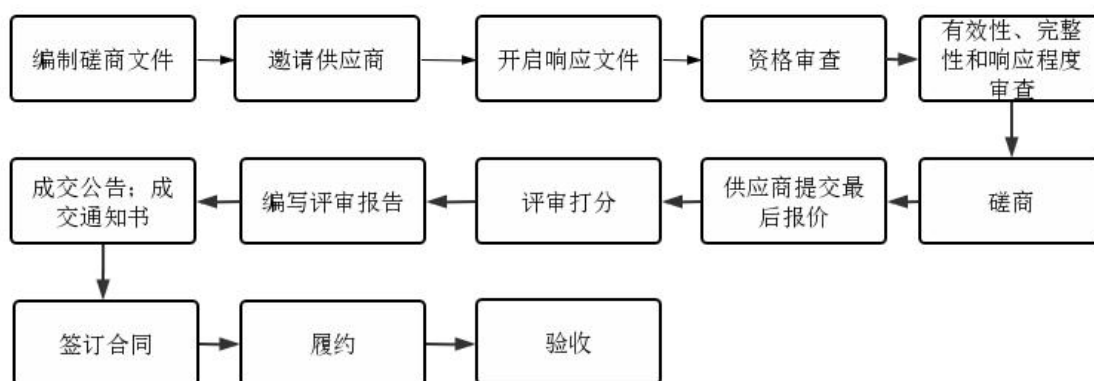 编制磋商文件
邀请供应商
开启响应文件
资格审查
有效性、完整
性和响应程度
审查
磋商
供应商提交最
后报价
评审打分
编写评审报告
成交公告；成
交通知书
签订合同
履约
验收